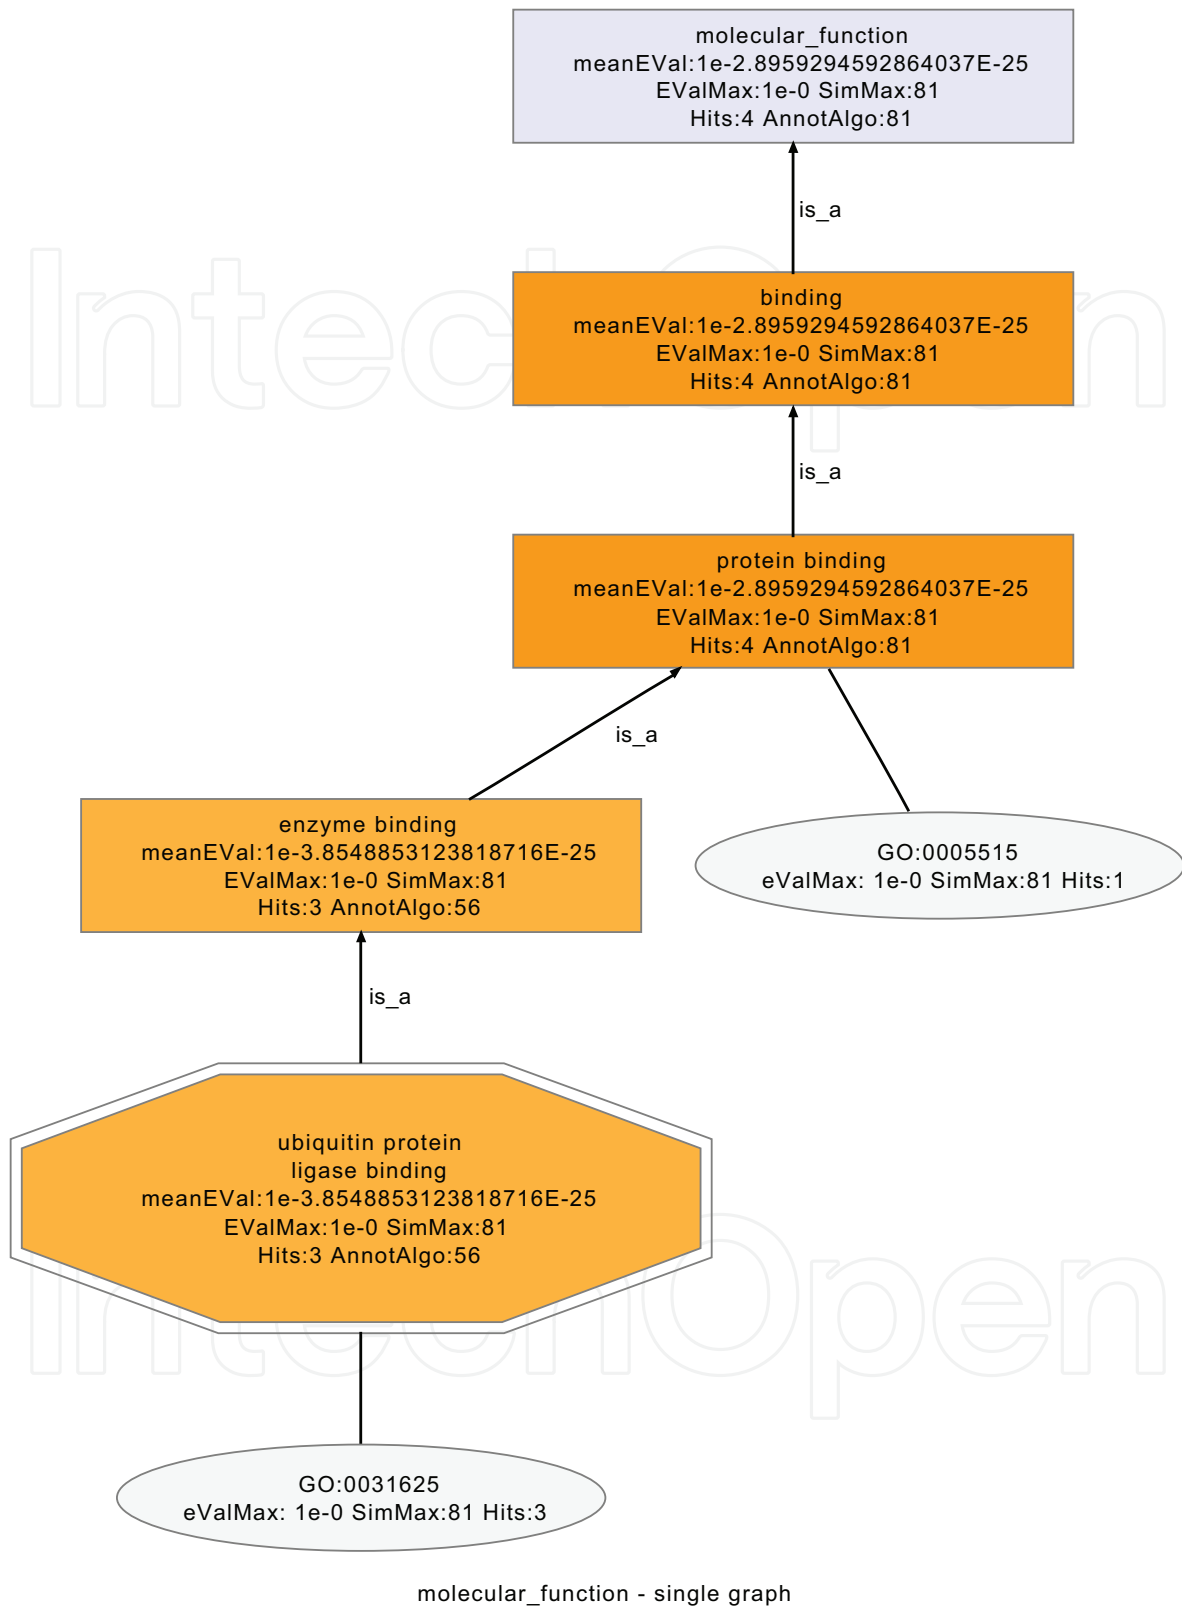 molecular_function
meanEVal:1e-2.8959294592864037E-25
EValMax:1e-0 SimMax:81
Hits:4 AnnotAlgo:81
is_a
IntechOpen
binding
meanEVal:1e-2.8959294592864037E-25
EValMax:1e-0 SimMax:81
Hits:4 AnnotAlgo:81
is_a
protein binding
meanEVal:1e-2.8959294592864037E-25
EValMax:1e-0 SimMax:81
Hits:4 AnnotAlgo:81
is_a
enzyme binding
meanEVal:1e-3.8548853123818716E-25
EValMax:1e-0 SimMax:81
Hits:3 AnnotAlgo:56
GO:0005515
eValMax: 1e-0 SimMax:81 Hits:1
is_a
ubiquitin protein
ligase binding
meanEVal:1e-3.8548853123818716E-25
EValMax:1e-0 SimMax:81
Hits:3 AnnotAlgo:56
IntechOpen
GO:0031625
eValMax: 1e-0 SimMax:81 Hits:3
molecular_function - single graph